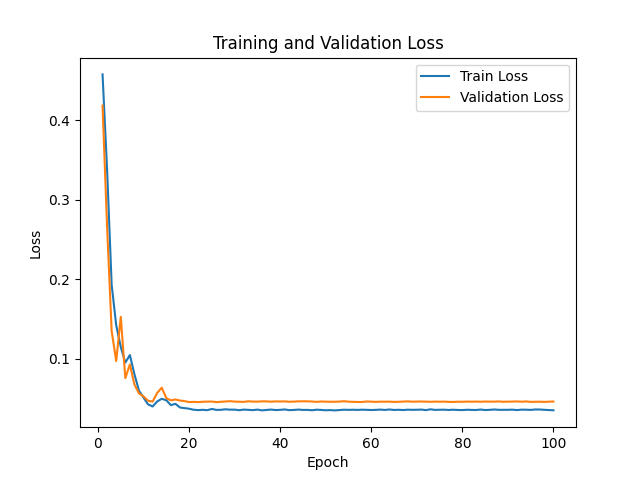 Training and Validation Loss
Train Loss
Validation Loss
Loss
0.4
0.3
0.2
0.1
0 20 40 60 80 100
Epoch